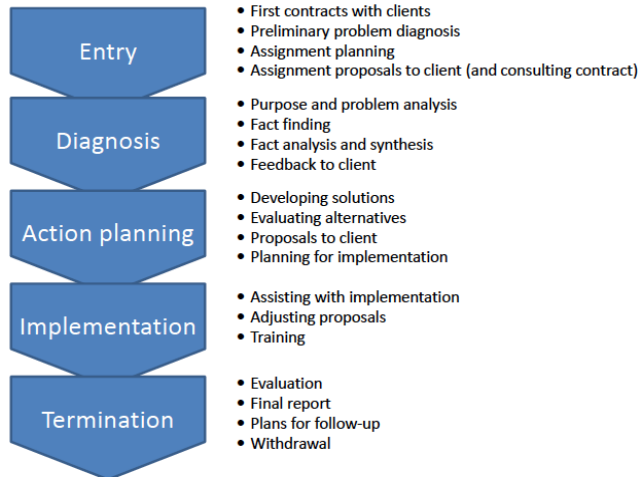 Entry
• First contracts with clients
• Preliminary problem diagnosis
• Assignment planning
• Assignment proposals to client (and consulting contract)
Diagnosis
• Purpose and problem analysis
• Fact finding
• Fact analysis and synthesis
• Feedback to client
Action planning
• Developing solutions
• Evaluating alternatives
• Proposals to client
• Planning for implementation
Implementation
• Assisting with implementation
• Adjusting proposals
• Training
Termination
• Evaluation
• Final report
• Plans for follow-up
• Withdrawal